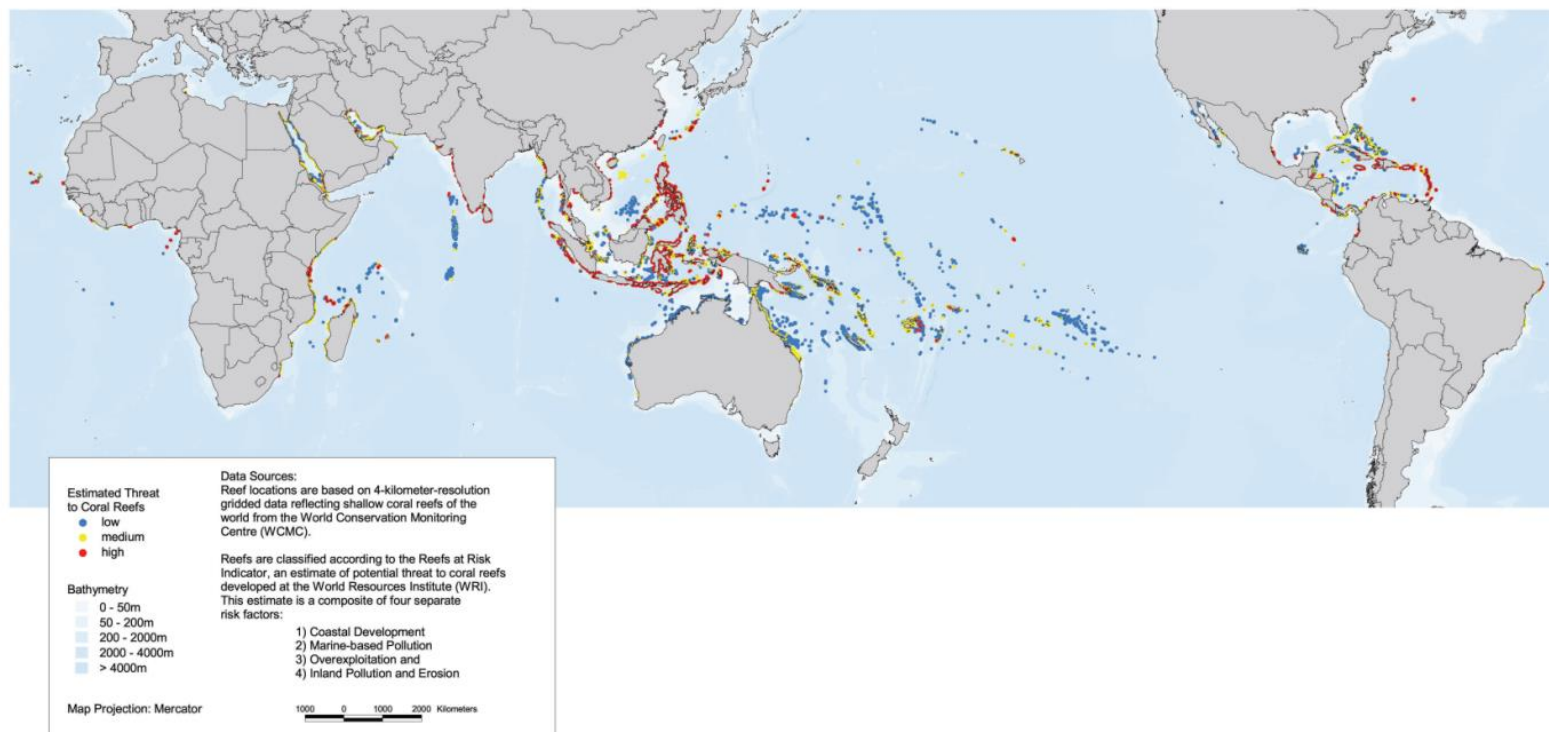 Estimated Threat
to Coral Reefs
low
medium
high
Bathymetry
0 - 50m
50 - 200m
200 - 2000m
2000 - 4000m
> 4000m
Map Projection: Mercator
Data Sources:
Reef locations are based on 4-kilometer-resolution
gridded data reflecting shallow coral reefs of the
world from the World Conservation Monitoring
Centre (WCMC).
Reefs are classified according to the Reefs at Risk
Indicator, an estimate of potential threat to coral reefs
developed at the World Resources Institute (WRI).
This estimate is a composite of four separate
risk factors:
1) Coastal Development
2) Marine-based Pollution
3) Overexploitation and
4) Inland Pollution and Erosion
1000 0 1000 2000 Kilometers